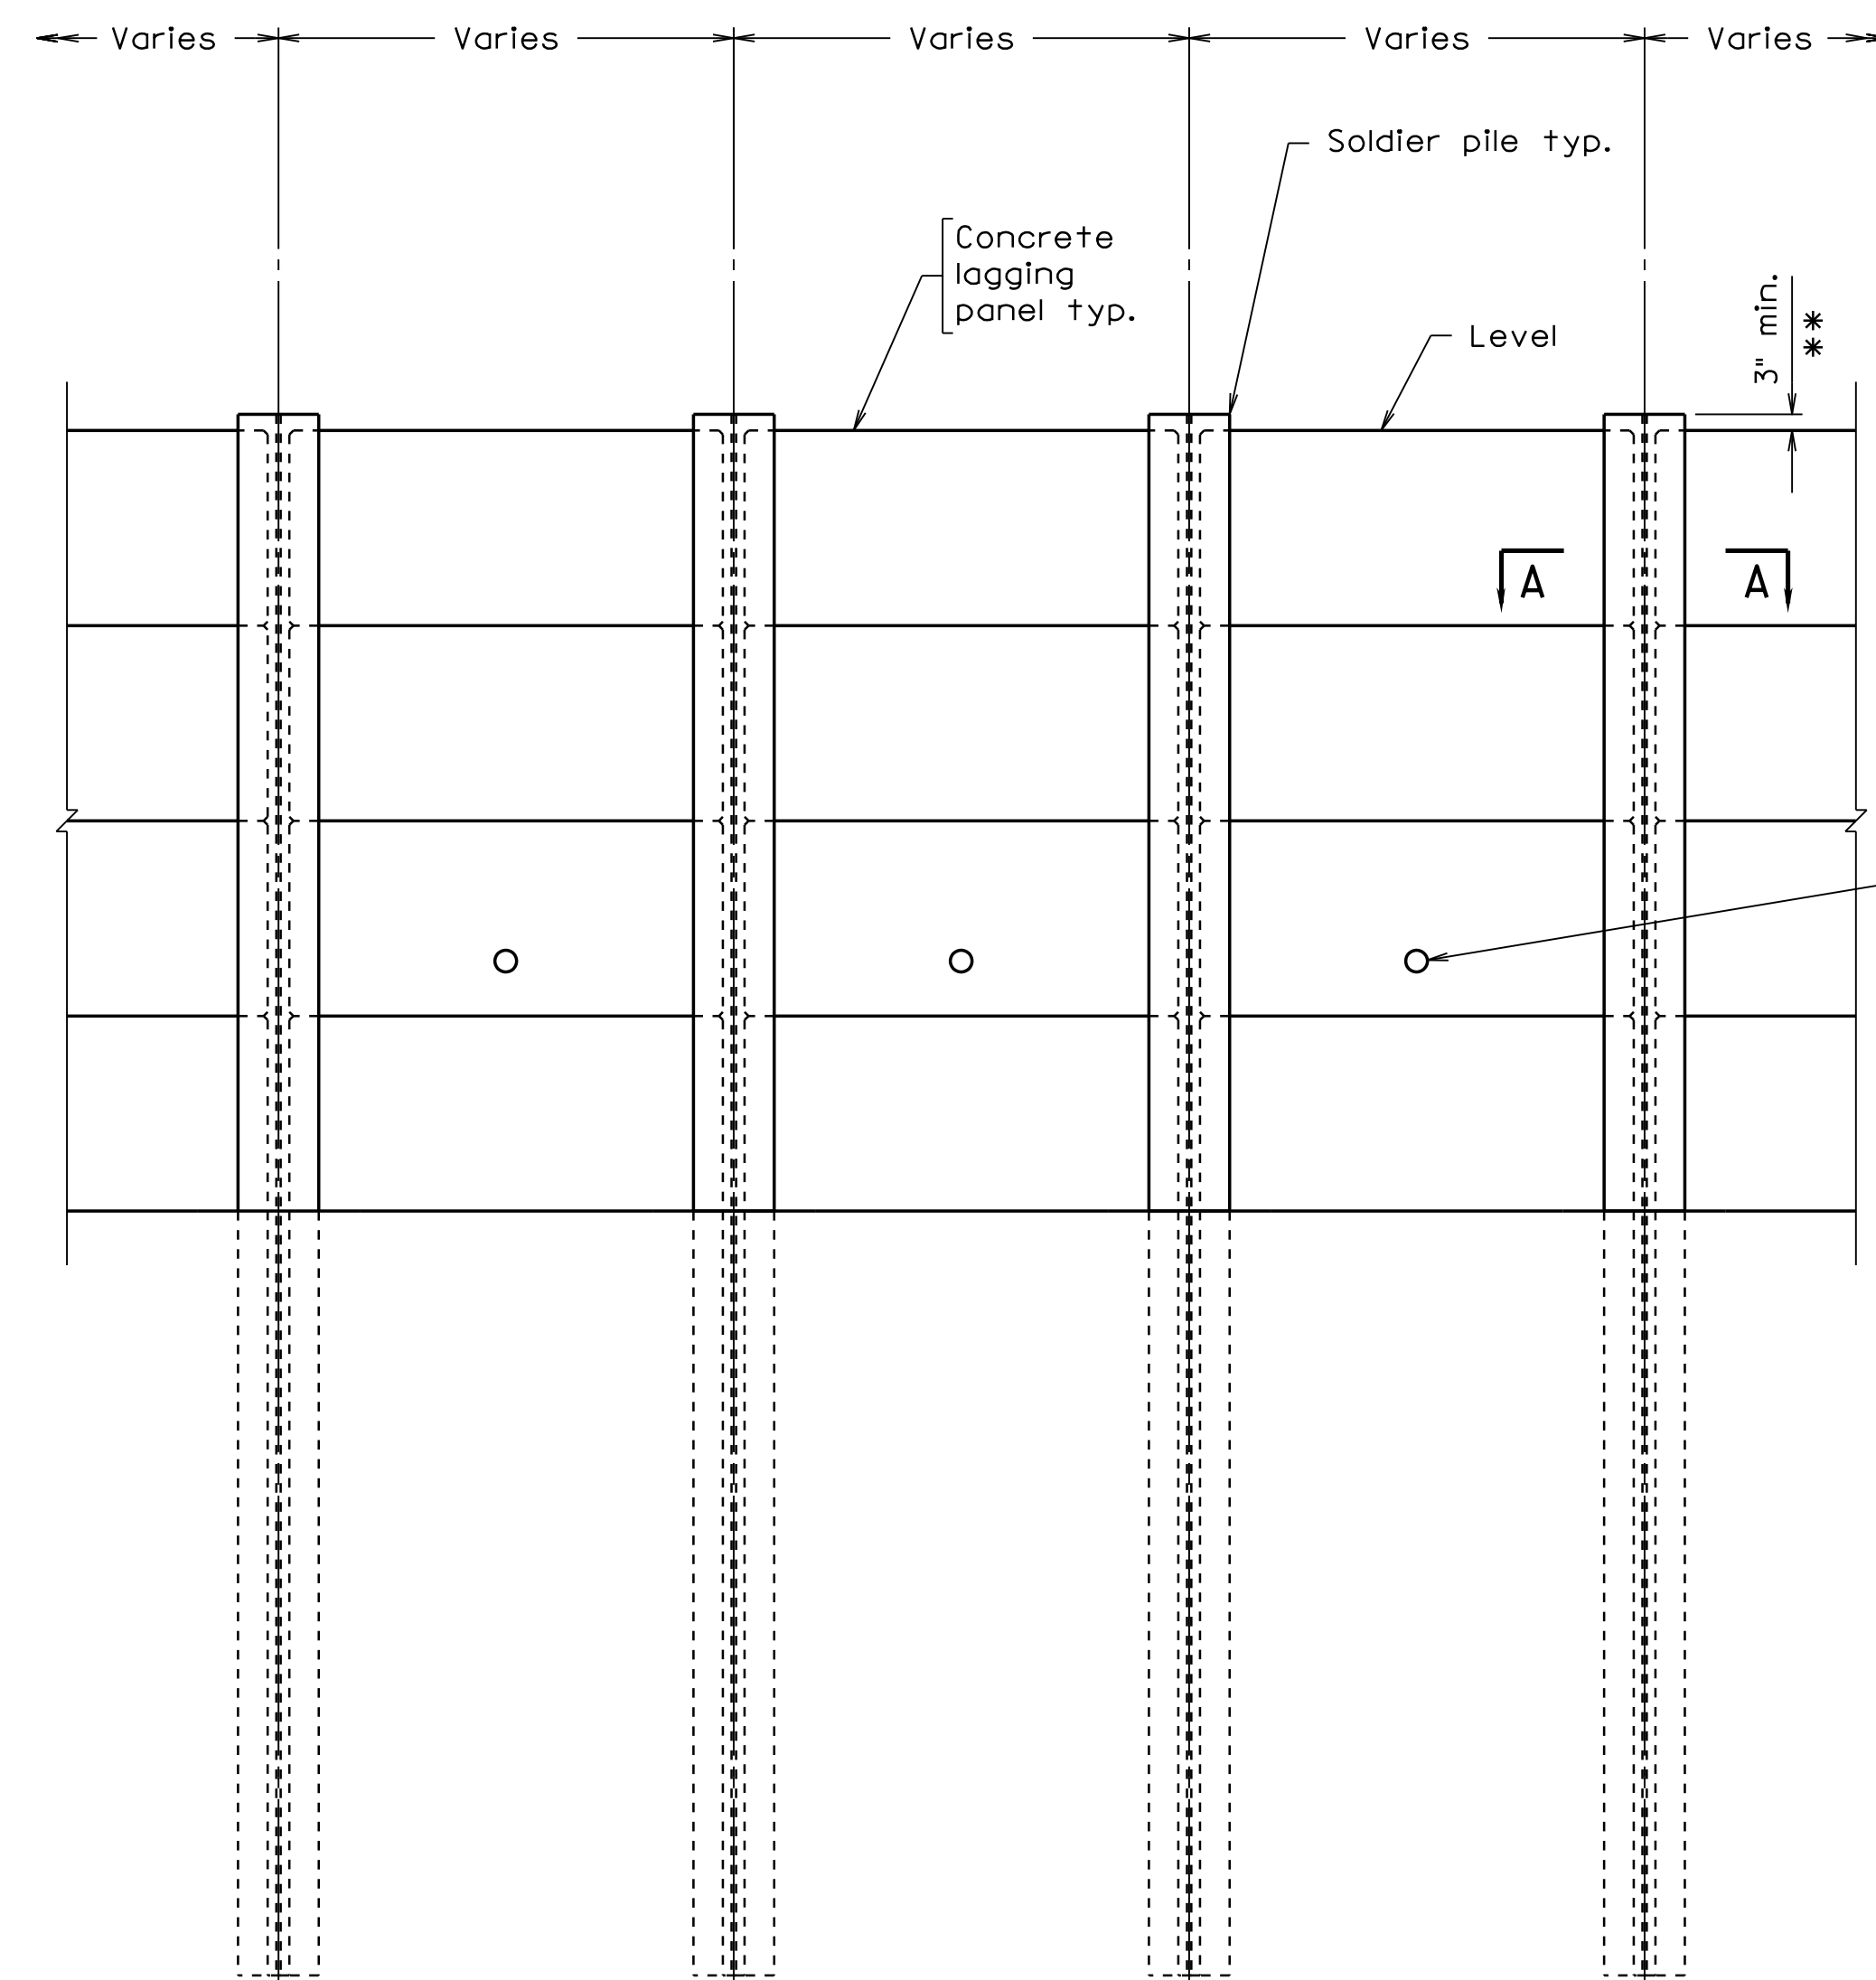 Varies Varies Varies Varies Varies
Soldier pile typ.
Concrete
lagging
panel typ.
Level
3" min.
**
A A